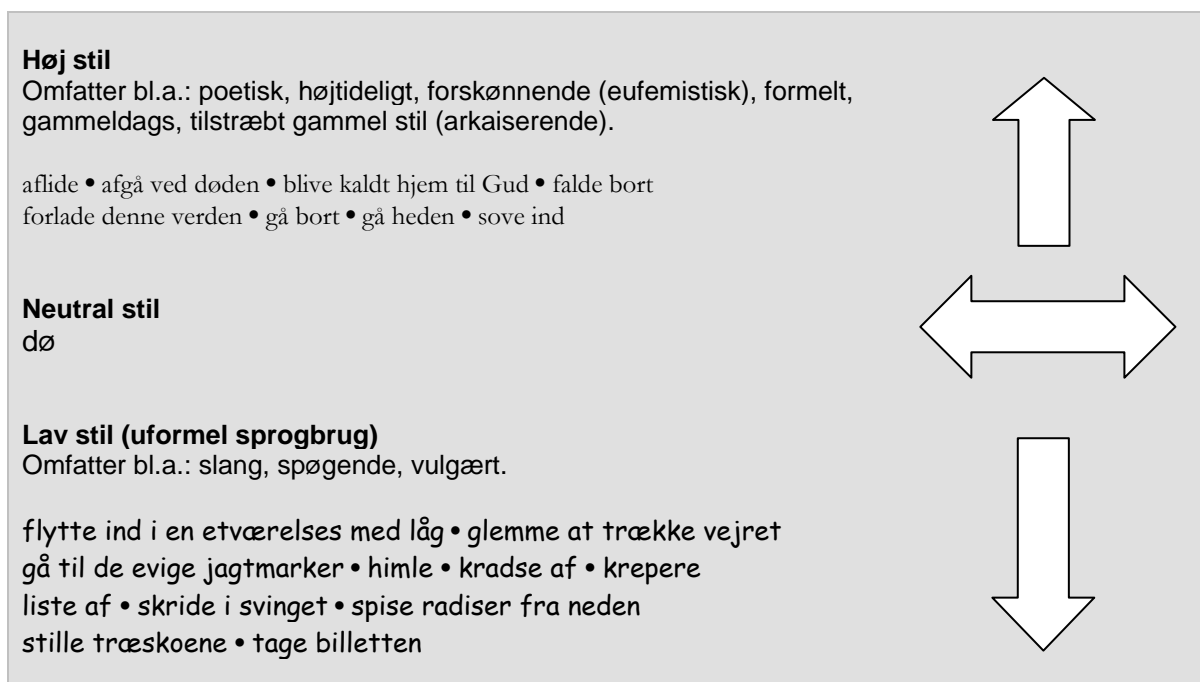 Høj stil
Omfatter bl.a.: poetisk, højtideligt, forskønnende (eufemistisk), formelt,
gammeldags, tilstræbt gammel stil (arkaiserende).
aflide • afgå ved døden • blive kaldt hjem til Gud • falde bort
forlade denne verden • gå bort • gå heden • sove ind
Neutral stil
dø
Lav stil (uformel sprogbrug)
Omfatter bl.a.: slang, spøgende, vulgært.
flytte ind i en etværelses med låg • glemme at trække vejret
gå til de evige jagtmarker • himle • kradse af • krepere
liste af • skride i svinget • spise radiser fra neden
stille træskoene • tage billetten